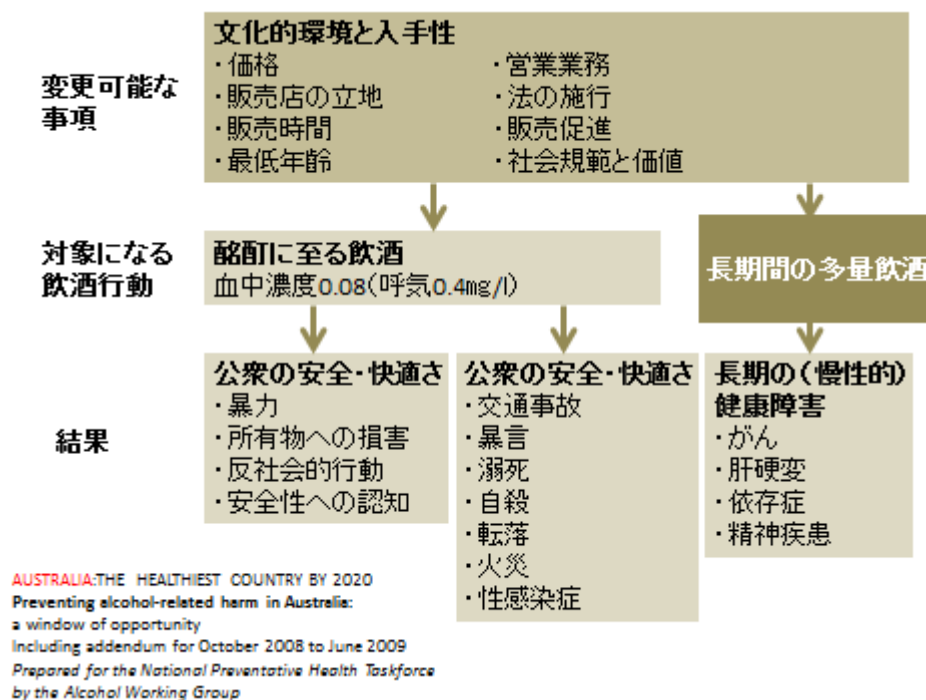 変更可能な
事項
文化的環境と入手性
・価格
・販売店の立地
・販売時間
・最低年齢
・営業業務
・法の施行
・販売促進
・社会規範と価値
対象になる
飲酒行動
酩酊に至る飲酒
血中濃度0.08(呼気0.4㎎/l)
長期間の多量飲酒
結果
公衆の安全・快適さ
・暴力
・所有物への損害
・反社会的行動
・安全性への認知
公衆の安全・快適さ
・交通事故
・暴言
・溺死
・自殺
・転落
・火災
・性感染症
長期の(慢性的)
健康障害
・がん
・肝硬変
・依存症
・精神疾患
AUSTRALIA:THE HEALTHIEST COUNTRY BY 2020
Preventing alcohol-related harm in Australia:
a window of opportunity
Including addendum for October 2008 to June 2009
Prepared for the National Preventative Health Taskforce
by the Alcohol Working Group